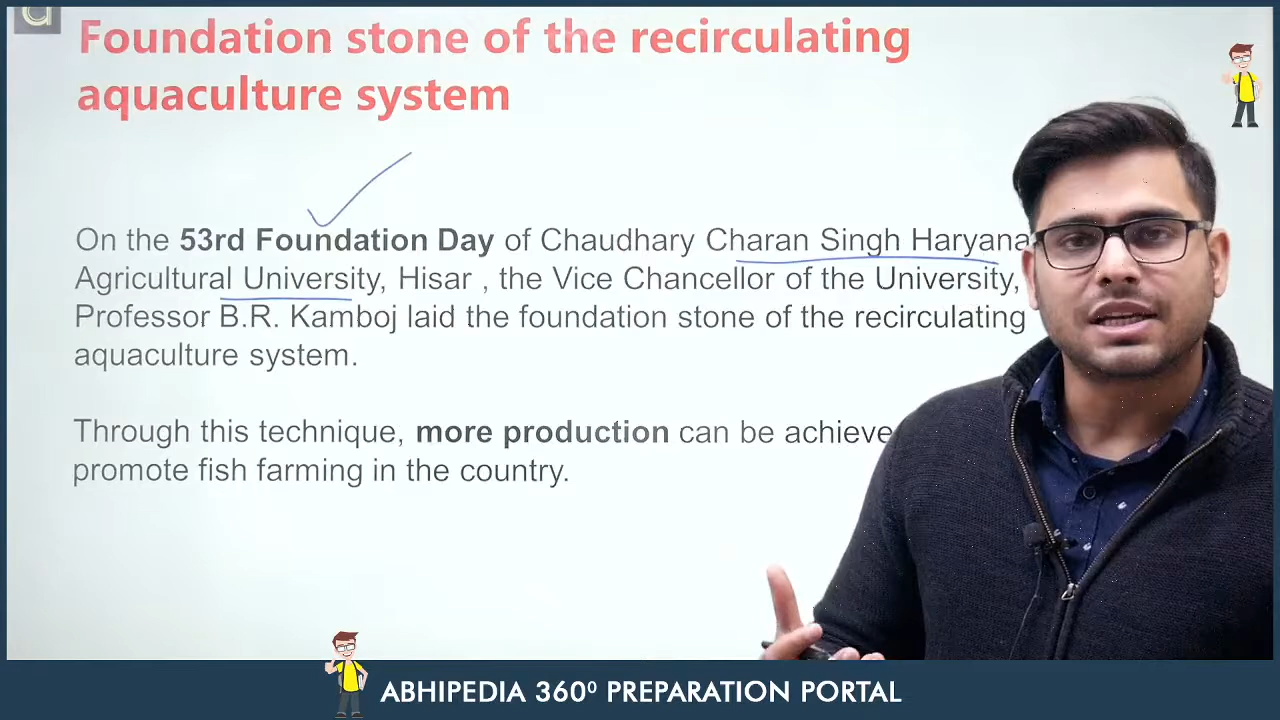 Foundation stone of the recirculating
aquaculture system
On the 53rd Foundation Day of Chaudhary Charan Singh Haryana
Agricultural University, Hisar , the Vice Chancellor of the University,
Professor B.R. Kamboj laid the foundation stone of the recirculating
aquaculture system.
Through this technique, more production can be achieve
promote fish farming in the country.
ABHIPEDIA 360⁰ PREPARATION PORTAL